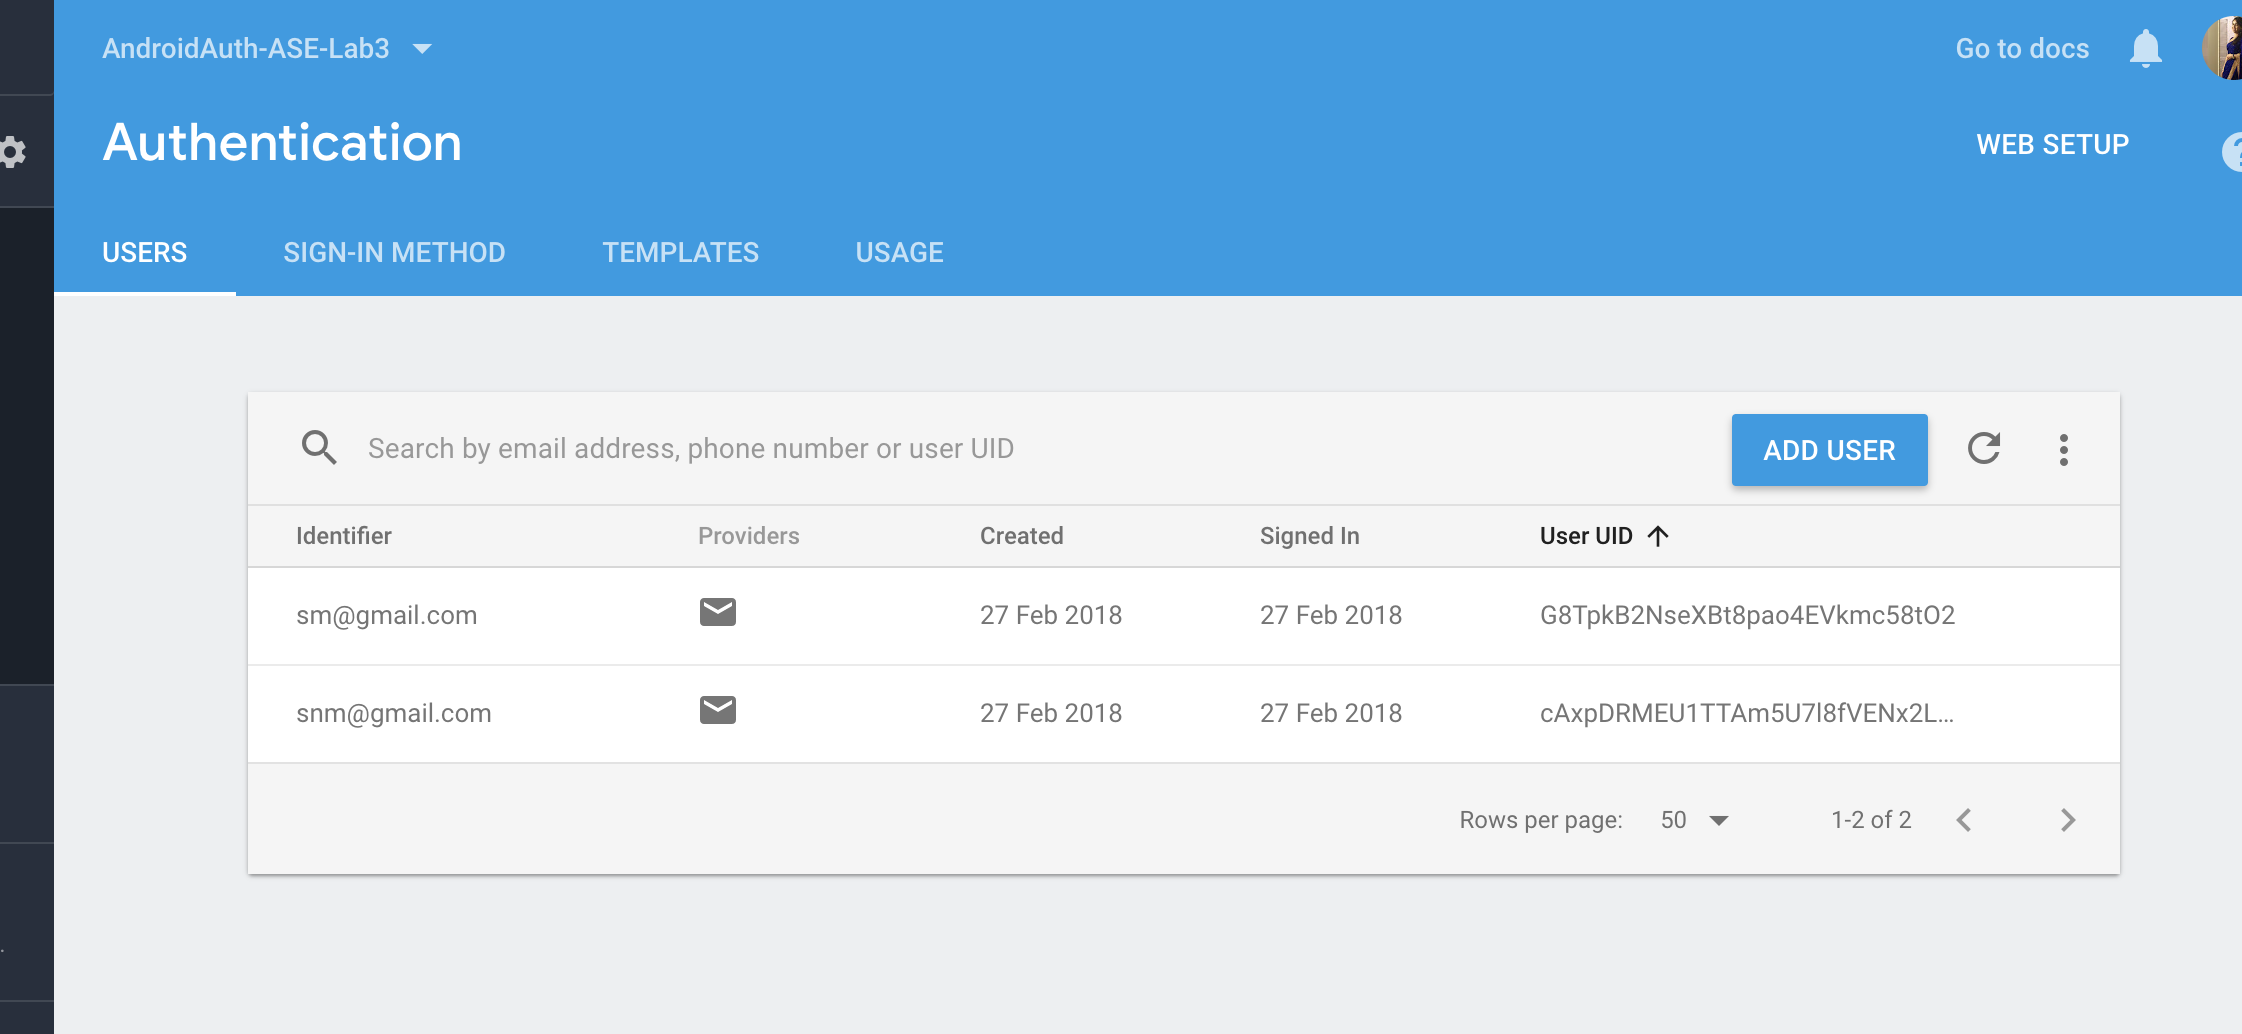 AndroidAuth-ASE-Lab3
Go to docs
Authentication
WEB SETUP
?
USERS SIGN-IN METHOD TEMPLATES USAGE
Search by email address, phone number or user UID
ADD USER
Identifier Providers Created Signed In User UID
sm@gmail.com 27 Feb 2018 27 Feb 2018 G8TpkB2NseXBt8pao4EVkmc58tO2
snm@gmail.com 27 Feb 2018 27 Feb 2018 cAxpDRMEU1TTAm5U7l8fVENx2L...
Rows per page: 50 1-2 of 2